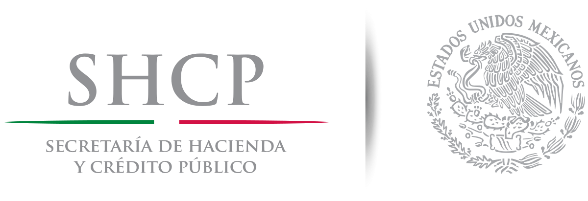 SHCP
SECRETARÍA DE HACIENDA
Y CRÉDITO PÚBLICO
ESTADOS UNIDOS MEXICANOS